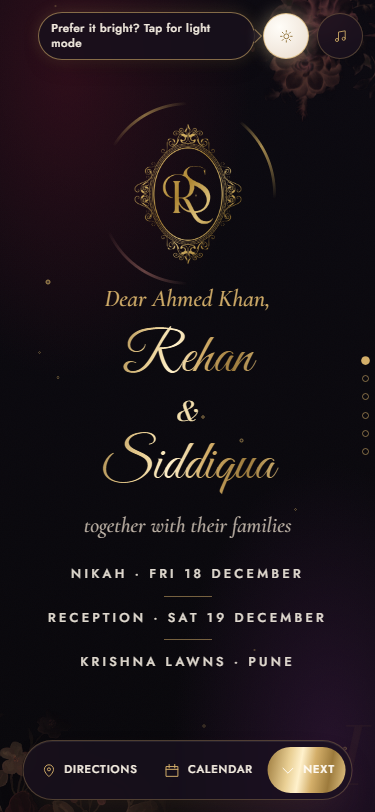 Prefer it bright? Tap for light
mode
RS
Dear Ahmed Khan,
Rehan
&
Siddiqua
together with their families
NIKAH · FRI 18 DECEMBER
RECEPTION · SAT 19 DECEMBER
KRISHNA LAWNS · PUNE
DIRECTIONS CALENDAR NEXT